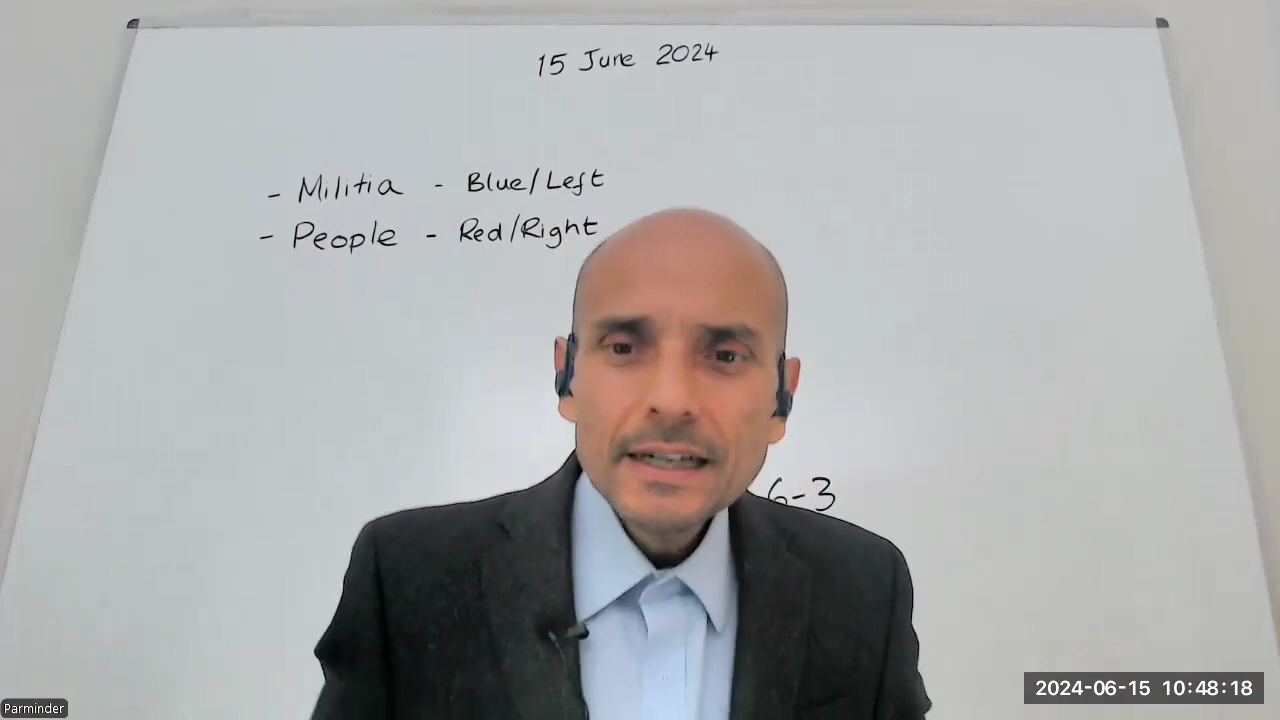 15 June 2024
- Militia - Blue/Left
- People - Red/Right
6-3
Parminder
2024-06-15 10:48:18